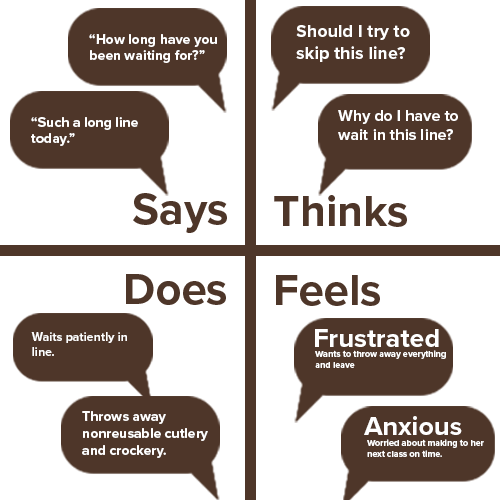 “How long have you
been waiting for?”
“Such a long line
today.”
Says
Should I try to
skip this line?
Why do I have to
wait in this line?
Thinks
Does
Waits patiently in
line.
Throws away
nonreusable cutlery
and crockery.
Feels
Frustrated
Wants to throw away everything
and leave
Anxious
Worried about making to her
next class on time.